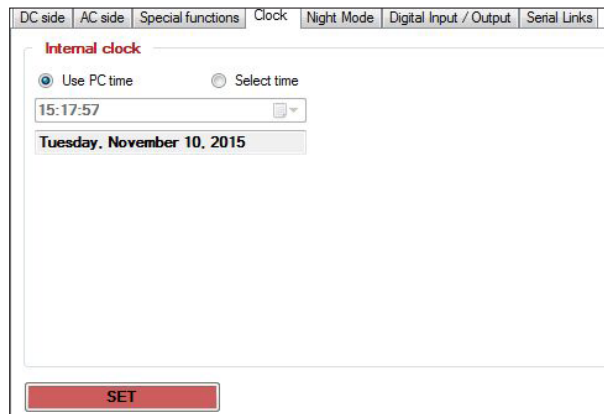 DC side AC side Special functions Clock Night Mode Digital Input / Output Serial Links
Internal clock
Use PC time Select time
15:17:57
Tuesday, November 10, 2015
SET